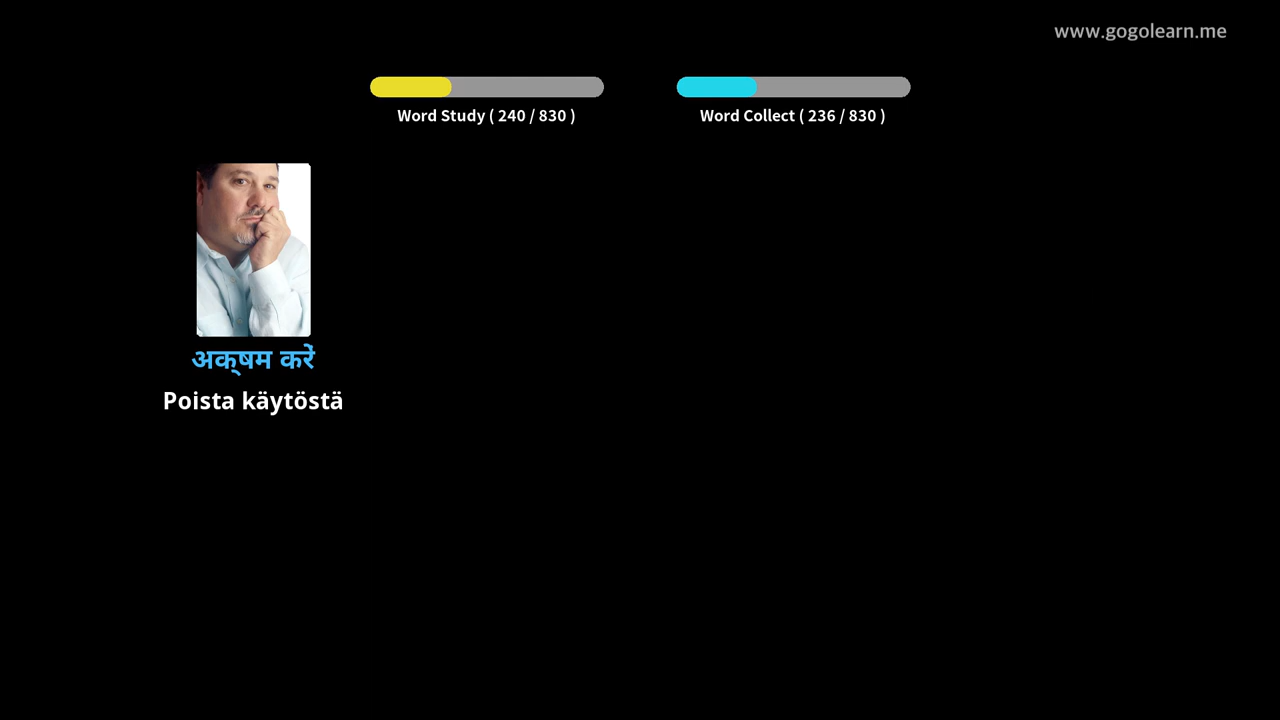 www.gogolearn.me
Word Study ( 240 / 830 )
Word Collect ( 236 / 830 )
अक्षम करें
Poista käytöstä